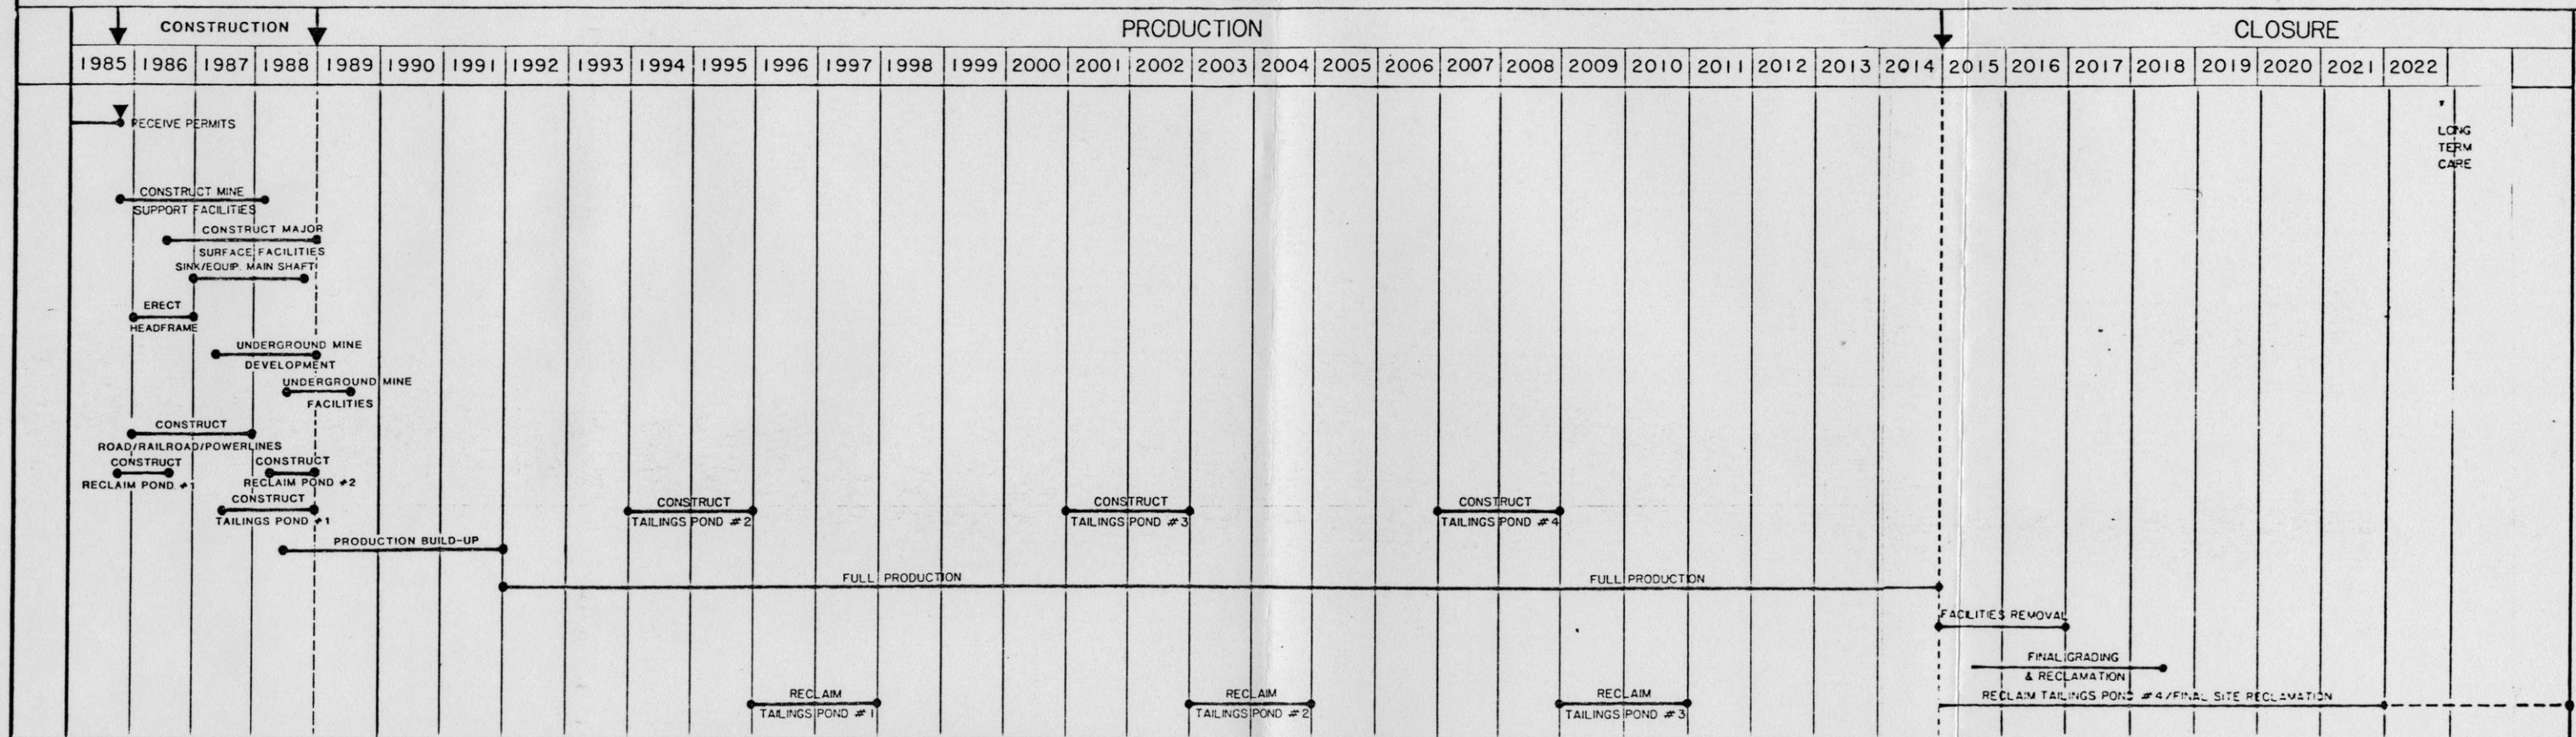 CONSTRUCTION PRODUCTION CLOSURE
1985 1986 1987 1988 1989 1990 1991 1992 1993 1994 1995 1996 1997 1998 1999 2000 2001 2002 2003 2004 2005 2006 2007 2008 2009 2010 2011 2012 2013 2014 2015 2016 2017 2018 2019 2020 2021 2022
RECEIVE PERMITS
LONG
TERM
CARE
CONSTRUCT MINE
SUPPORT FACILITIES
CONSTRUCT MAJOR
SURFACE FACILITIES
SINK/EQUIP. MAIN SHAFT
ERECT
HEADFRAME
UNDERGROUND MINE
DEVELOPMENT
UNDERGROUND MINE
FACILITIES
CONSTRUCT
ROAD/RAILROAD/POWERLINES
CONSTRUCT
RECLAIM POND #1
CONSTRUCT
RECLAIM POND #2
CONSTRUCT
TAILINGS POND #1
CONSTRUCT
TAILINGS POND #2
CONSTRUCT
TAILINGS POND #3
CONSTRUCT
TAILINGS POND #4
PRODUCTION BUILD-UP
FULL PRODUCTION FULL PRODUCTION
FACILITIES REMOVAL
FINAL GRADING
& RECLAMATION
RECLAIM
TAILINGS POND #1
RECLAIM
TAILINGS POND #2
RECLAIM
TAILINGS POND #3
RECLAIM TAILINGS POND #4/FINAL SITE RECLAMATION